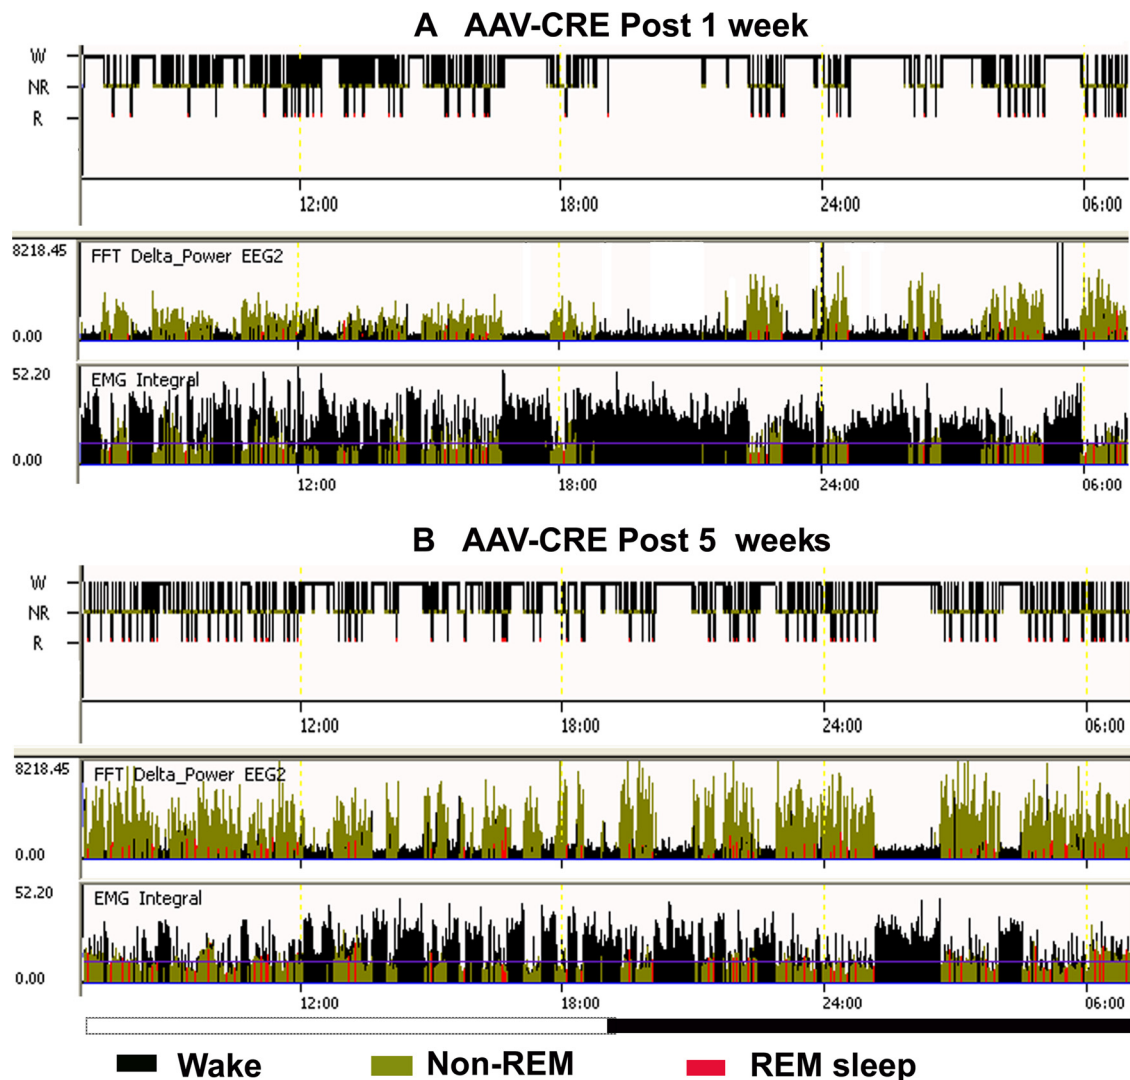 A AAV-CRE Post 1 week
W
NR
R
12:00 18:00 24:00 06:00
8218.45
FFT Delta_Power EEG2
0.00
52.20
EMG Integral
0.00
12:00 18:00 24:00 06:00
B AAV-CRE Post 5 weeks
W
NR
R
12:00 18:00 24:00 06:00
8218.45
FFT Delta_Power EEG2
0.00
52.20
EMG Integral
0.00
12:00 18:00 24:00 06:00
Wake Non-REM REM sleep